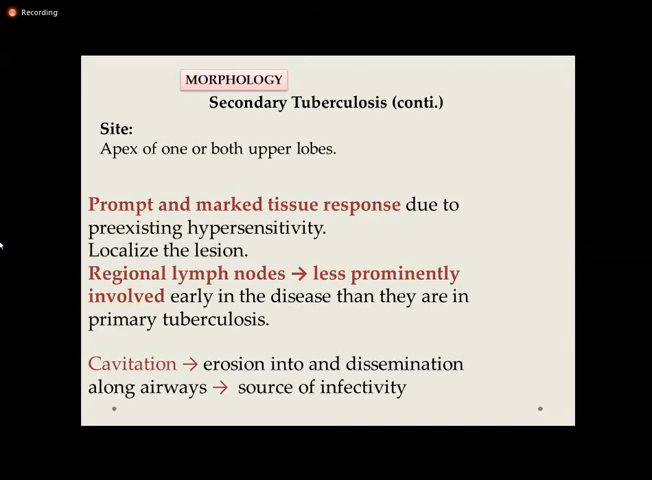 Recording
MORPHOLOGY
Secondary Tuberculosis (conti.)
Site:
Apex of one or both upper lobes.
Prompt and marked tissue response due to
preexisting hypersensitivity.
Localize the lesion.
Regional lymph nodes → less prominently
involved early in the disease than they are in
primary tuberculosis.
Cavitation → erosion into and dissemination
along airways → source of infectivity